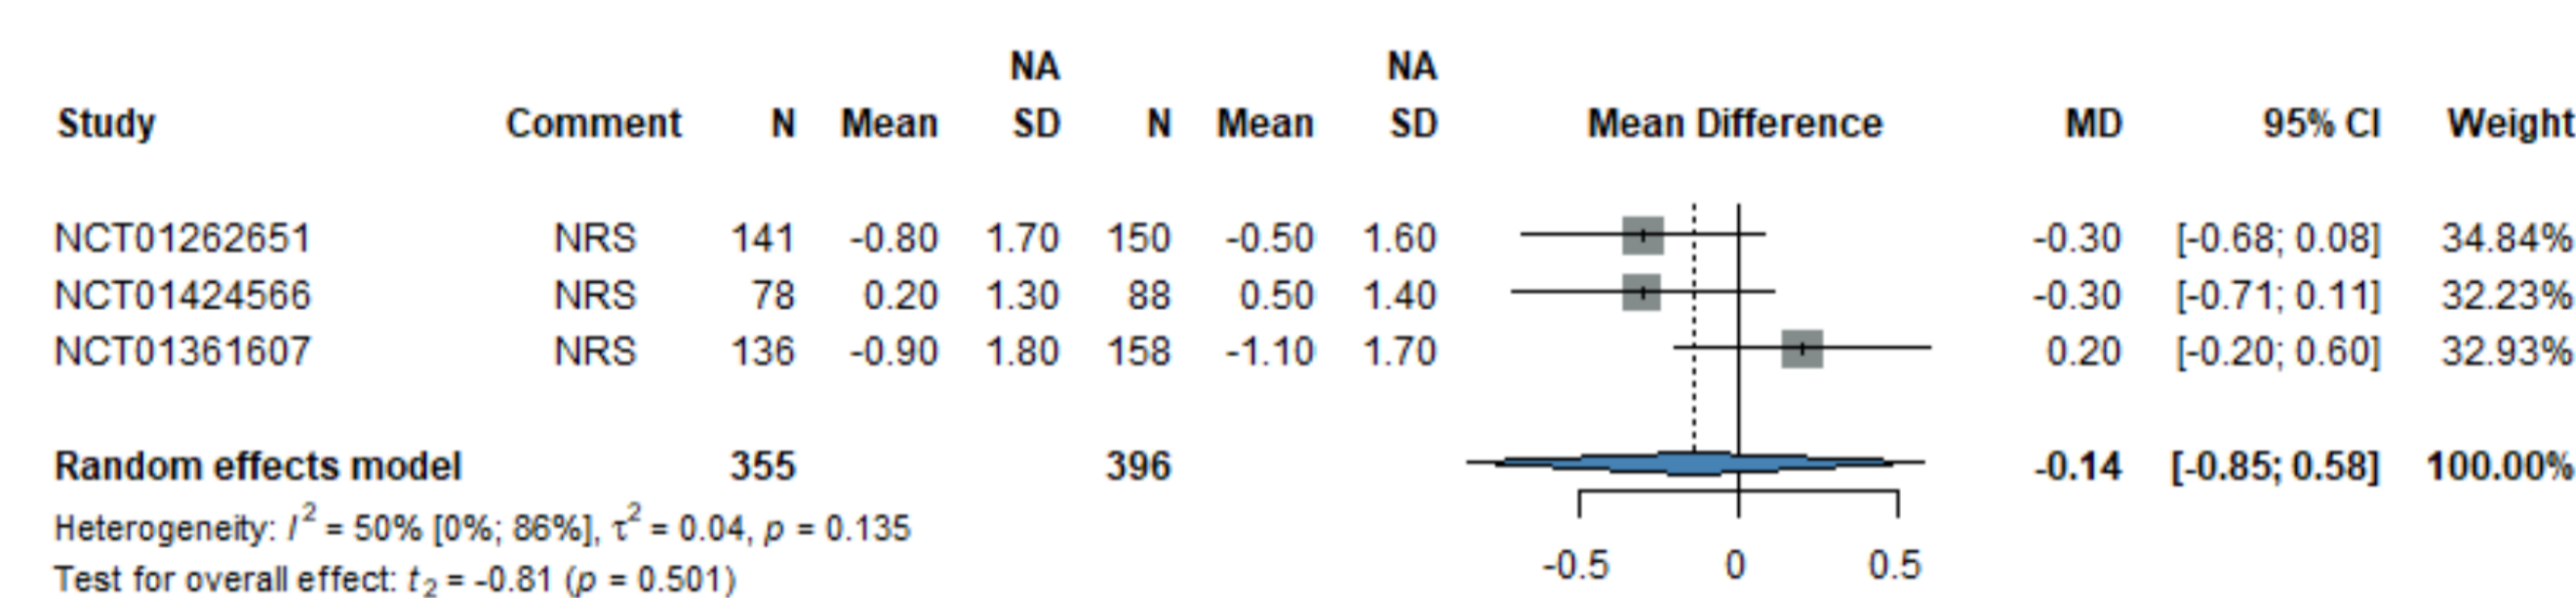 NA NA
Study Comment N Mean SD N Mean SD Mean Difference MD 95% CI Weight
NCT01262651 NRS 141 -0.80 1.70 150 -0.50 1.60 -0.30 [-0.68; 0.08] 34.84%
NCT01424566 NRS 78 0.20 1.30 88 0.50 1.40 -0.30 [-0.71; 0.11] 32.23%
NCT01361607 NRS 136 -0.90 1.80 158 -1.10 1.70 0.20 [-0.20; 0.60] 32.93%
Random effects model 355 396 -0.14 [-0.85; 0.58] 100.00%
Heterogeneity: I² = 50% [0%; 86%], τ² = 0.04, p = 0.135
Test for overall effect: t₂ = -0.81 (p = 0.501)
-0.5 0 0.5